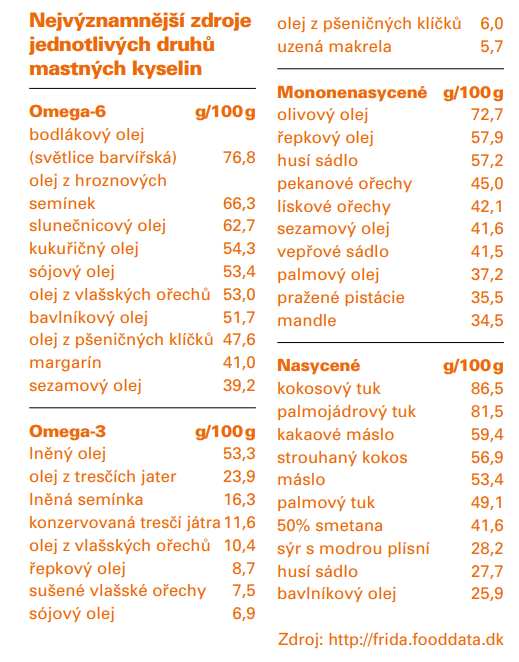 Nejvýznamnější zdroje
jednotlivých druhů
mastných kyselin
Omega-6 g/100 g
bodlákový olej
(světlice barvířská) 76,8
olej z hroznových
semínek 66,3
slunečnicový olej 62,7
kukuřičný olej 54,3
sójový olej 53,4
olej z vlašských ořechů 53,0
bavlníkový olej 51,7
olej z pšeničných klíčků 47,6
margarín 41,0
sezamový olej 39,2
Omega-3 g/100 g
lněný olej 53,3
olej z tresčích jater 23,9
lněná semínka 16,3
konzervovaná tresčí játra 11,6
olej z vlašských ořechů 10,4
řepkový olej 8,7
sušené vlašské ořechy 7,5
sójový olej 6,9
olej z pšeničných klíčků 6,0
uzená makrela 5,7
Mononenasycené g/100 g
olivový olej 72,7
řepkový olej 57,9
husí sádlo 57,2
pekanové ořechy 45,0
lískové ořechy 42,1
sezamový olej 41,6
vepřové sádlo 41,5
palmový olej 37,2
pražené pistácie 35,5
mandle 34,5
Nasycené g/100 g
kokosový tuk 86,5
palmojádrový tuk 81,5
kakaové máslo 59,4
strouhaný kokos 56,9
máslo 53,4
palmový tuk 49,1
50% smetana 41,6
sýr s modrou plísní 28,2
husí sádlo 27,7
bavlníkový olej 25,9
Zdroj: http://frida.fooddata.dk